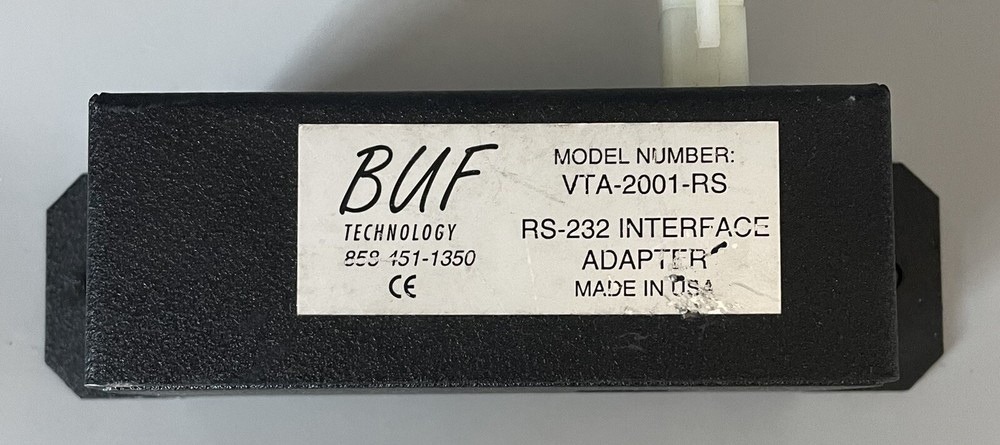 BUF
TECHNOLOGY
858 451-1350
CE
MODEL NUMBER:
VTA-2001-RS
RS-232 INTERFACE
ADAPTER
MADE IN USA